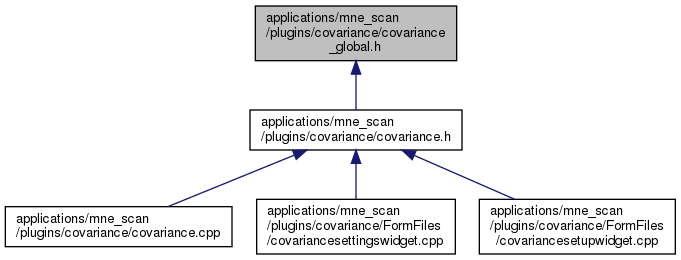 applications/mne_scan
/plugins/covariance/covariance
_global.h
applications/mne_scan
/plugins/covariance/covariance.h
applications/mne_scan
/plugins/covariance/covariance.cpp
applications/mne_scan
/plugins/covariance/FormFiles
/covariancesettingswidget.cpp
applications/mne_scan
/plugins/covariance/FormFiles
/covariancesetupwidget.cpp